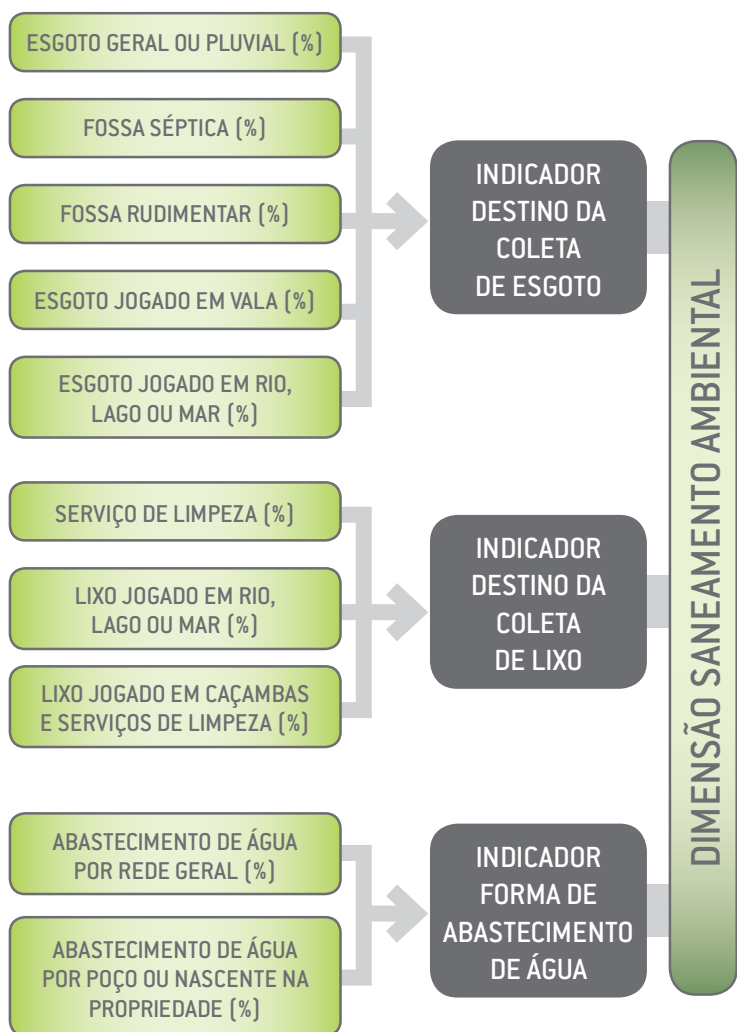 ESGOTO GERAL OU PLUVIAL (%)
FOSSA SÉPTICA (%)
FOSSA RUDIMENTAR (%)
ESGOTO JOGADO EM VALA (%)
ESGOTO JOGADO EM RIO,
LAGO OU MAR (%)
INDICADOR
DESTINO DA
COLETA
DE ESGOTO
SERVIÇO DE LIMPEZA (%)
LIXO JOGADO EM RIO,
LAGO OU MAR (%)
LIXO JOGADO EM CAÇAMBAS
E SERVIÇOS DE LIMPEZA (%)
INDICADOR
DESTINO DA
COLETA
DE LIXO
ABASTECIMENTO DE ÁGUA
POR REDE GERAL (%)
ABASTECIMENTO DE ÁGUA
POR POÇO OU NASCENTE NA
PROPRIEDADE (%)
INDICADOR
FORMA DE
ABASTECIMENTO
DE ÁGUA
DIMENSÃO SANEAMENTO AMBIENTAL